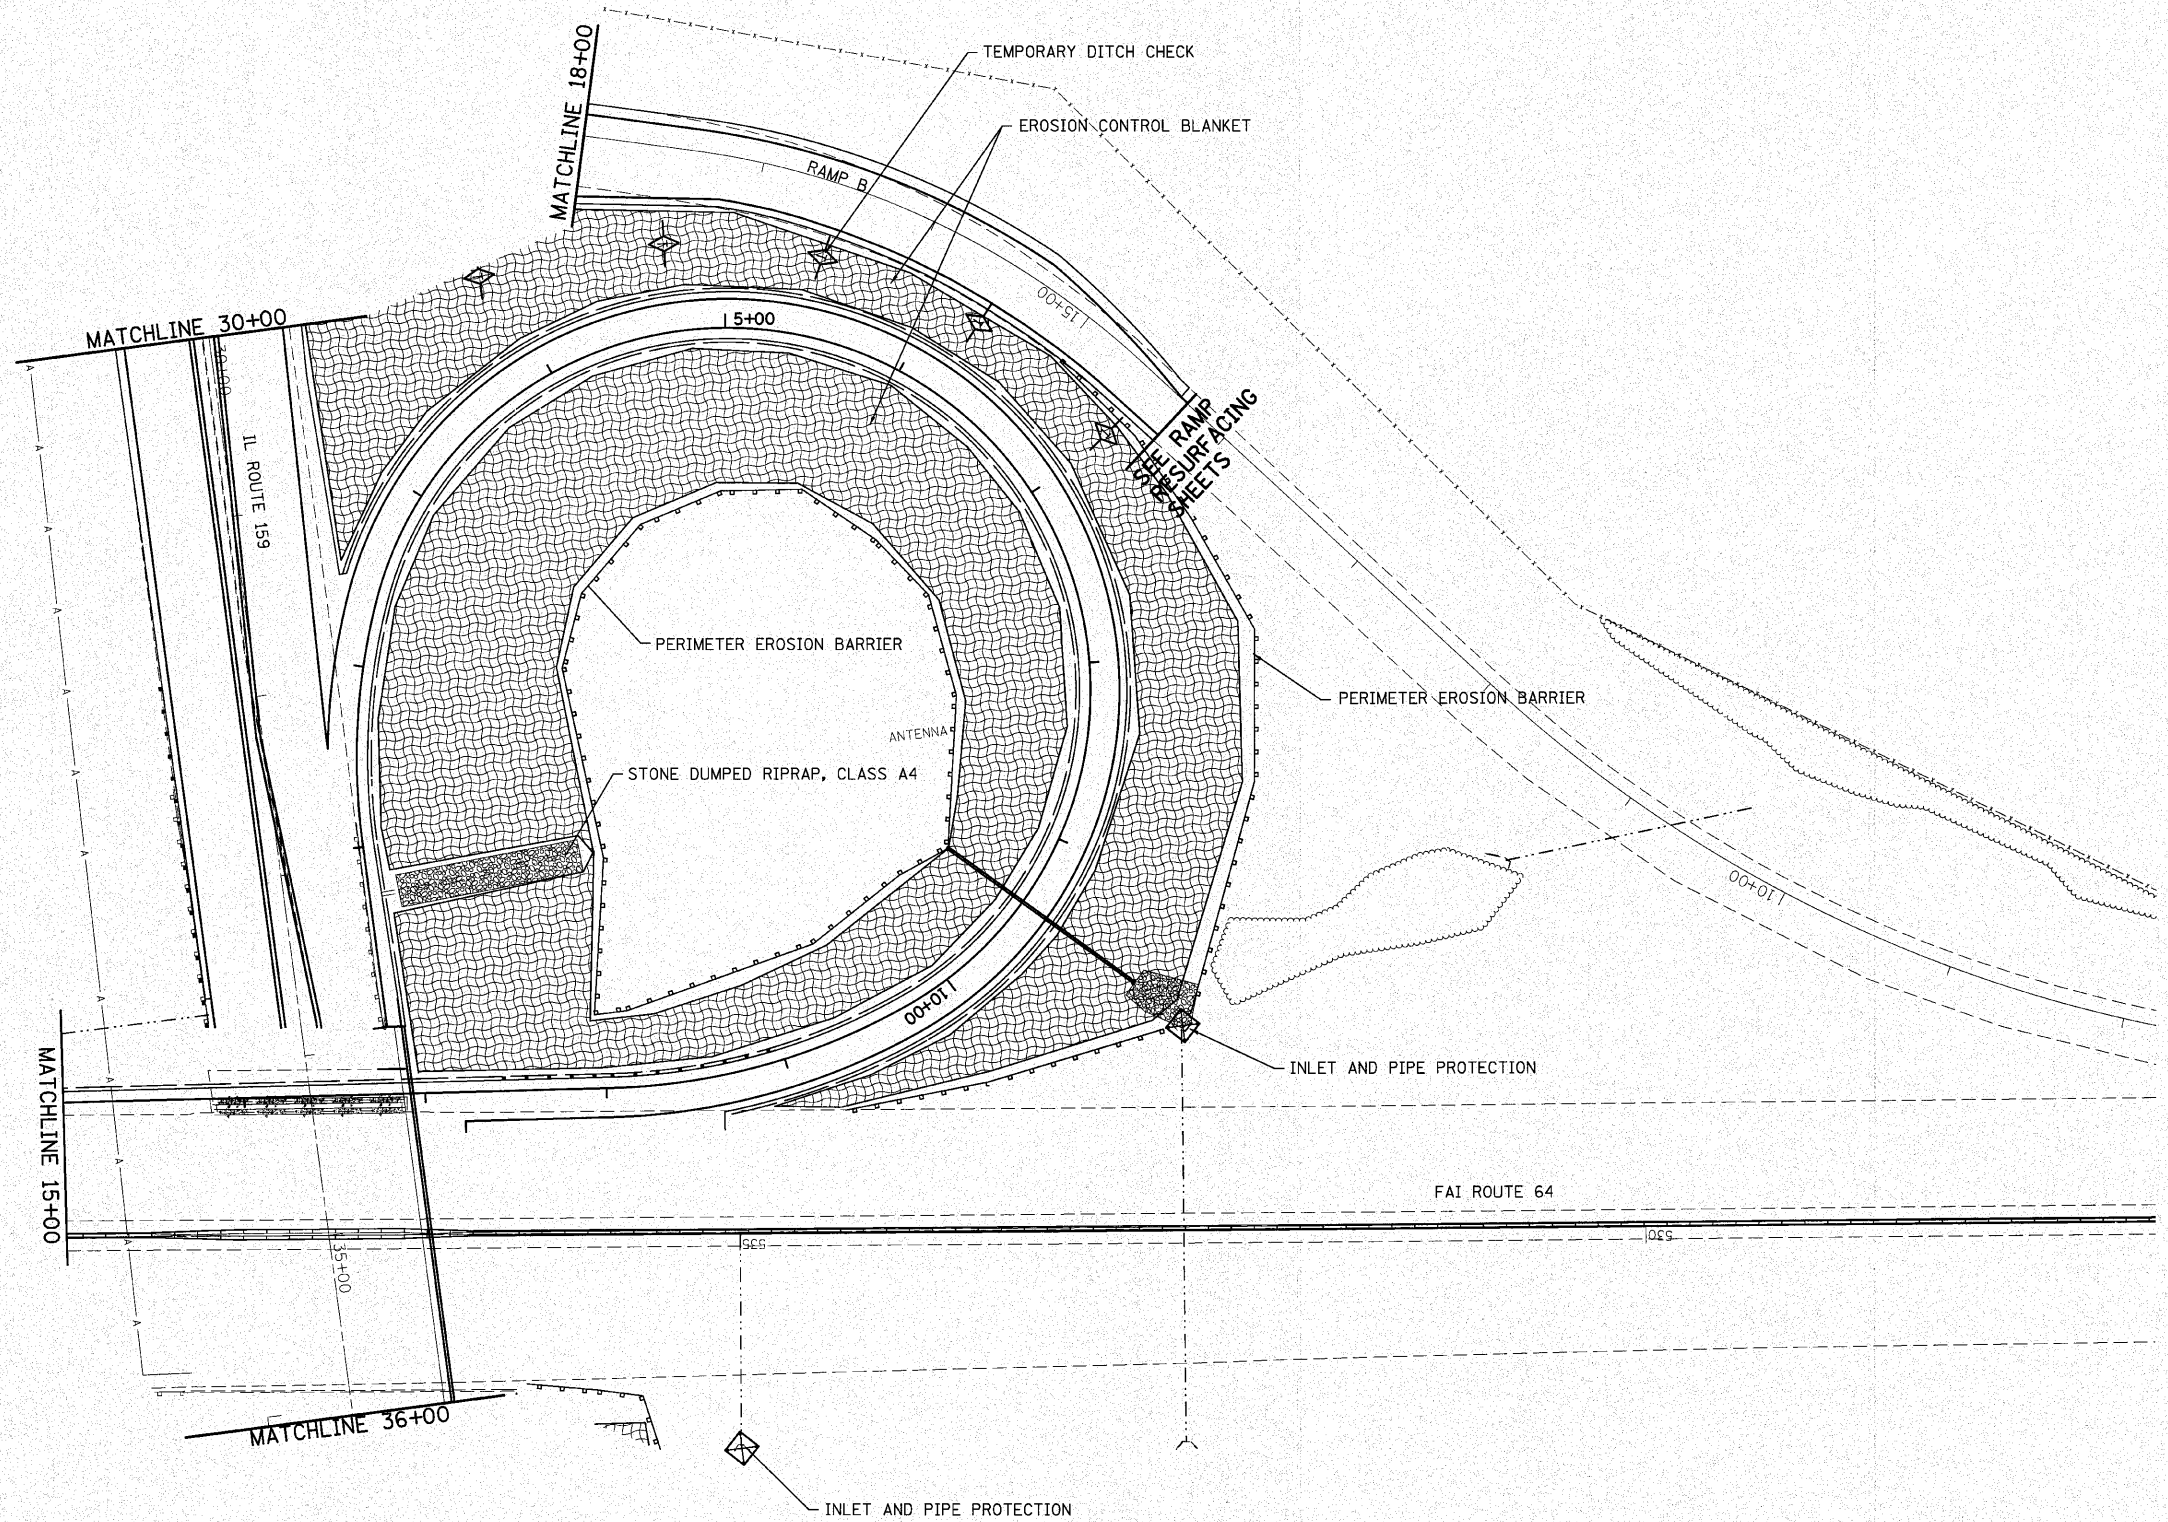 MATCHLINE 18+00
TEMPORARY DITCH CHECK
EROSION CONTROL BLANKET
RAMP B
15+00
MATCHLINE 30+00
30+00
5+00
SEE RAMP
RESURFACING
SHEETS
IL ROUTE 159
PERIMETER EROSION BARRIER
PERIMETER EROSION BARRIER
ANTENNA
STONE DUMPED RIPRAP, CLASS A4
10+00
10+00
INLET AND PIPE PROTECTION
MATCHLINE 15+00
FAI ROUTE 64
535
530
35+00
MATCHLINE 36+00
INLET AND PIPE PROTECTION
A
A
A
A
A
A
A
A
A
A
A
A